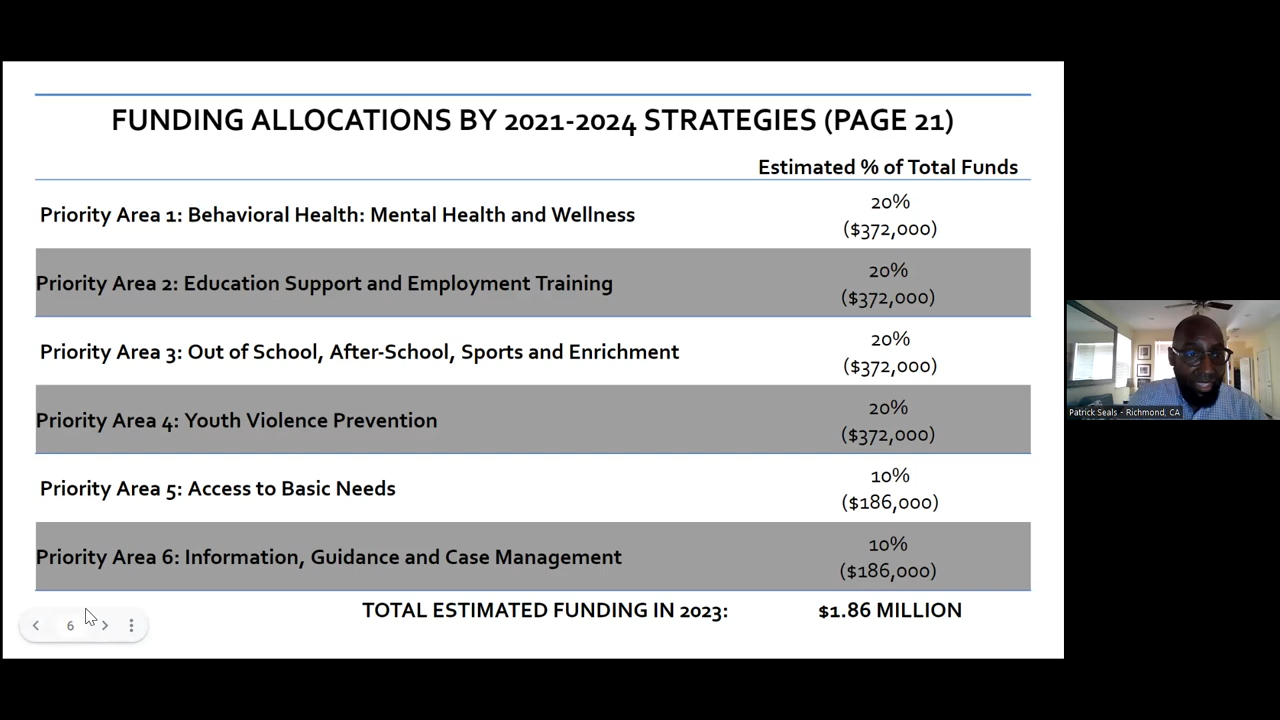 FUNDING ALLOCATIONS BY 2021-2024 STRATEGIES (PAGE 21)
Estimated % of Total Funds
Priority Area 1: Behavioral Health: Mental Health and Wellness
20%
($372,000)
Priority Area 2: Education Support and Employment Training
20%
($372,000)
Priority Area 3: Out of School, After-School, Sports and Enrichment
20%
($372,000)
Priority Area 4: Youth Violence Prevention
20%
($372,000)
Priority Area 5: Access to Basic Needs
10%
($186,000)
Priority Area 6: Information, Guidance and Case Management
10%
($186,000)
TOTAL ESTIMATED FUNDING IN 2023: $1.86 MILLION
6
Patrick Seals - Richmond, CA